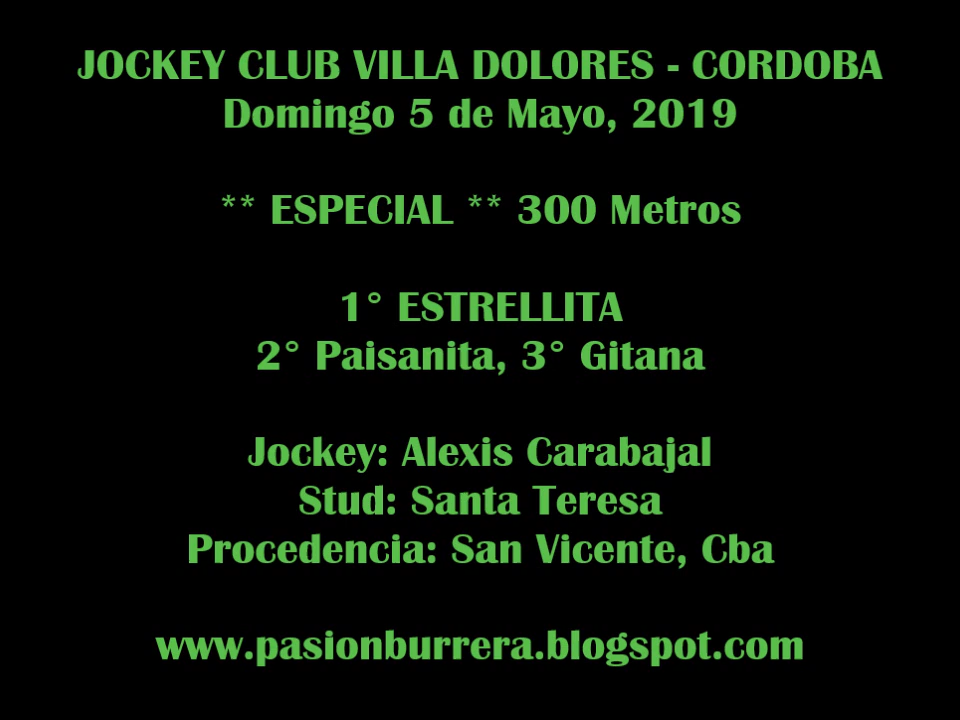 JOCKEY CLUB VILLA DOLORES - CORDOBA
Domingo 5 de Mayo, 2019
** ESPECIAL ** 300 Metros
1° ESTRELLITA
2° Paisanita, 3° Gitana
Jockey: Alexis Carabajal
Stud: Santa Teresa
Procedencia: San Vicente, Cba
www.pasionburrera.blogspot.com